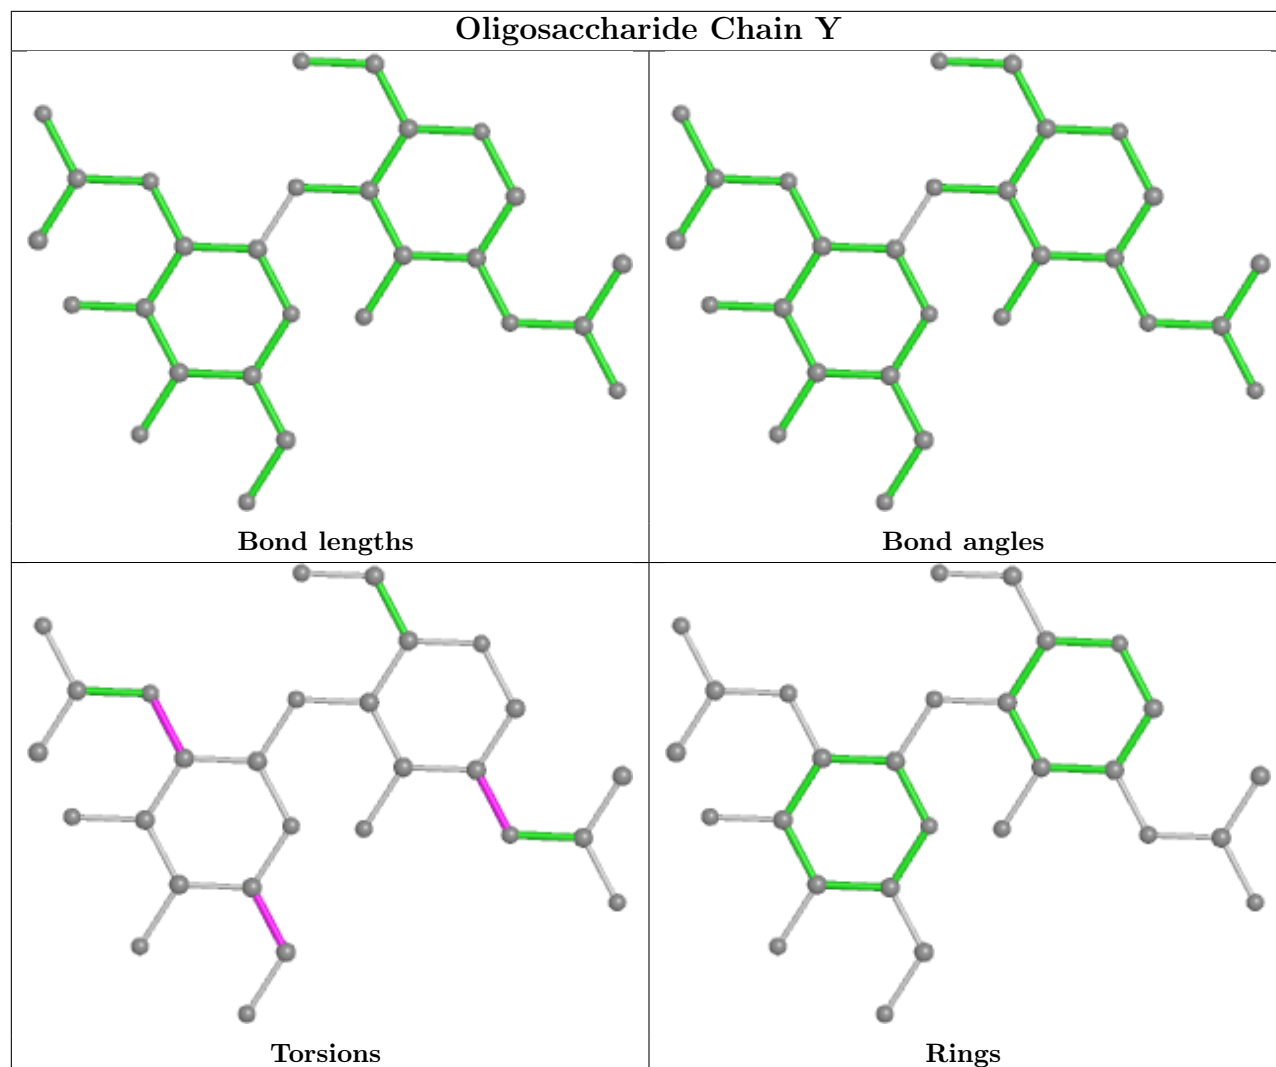 Oligosaccharide Chain Y
Bond lengths
Bond angles
Torsions
Rings